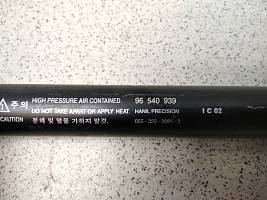 ⚠주의 HIGH PRESSURE AIR CONTAINED. 96 540 939
DO NOT TAKE APART OR APPLY HEAT. HANIL PRECISION I C 02
CAUTION 분해 및 열을 가하지 말것.